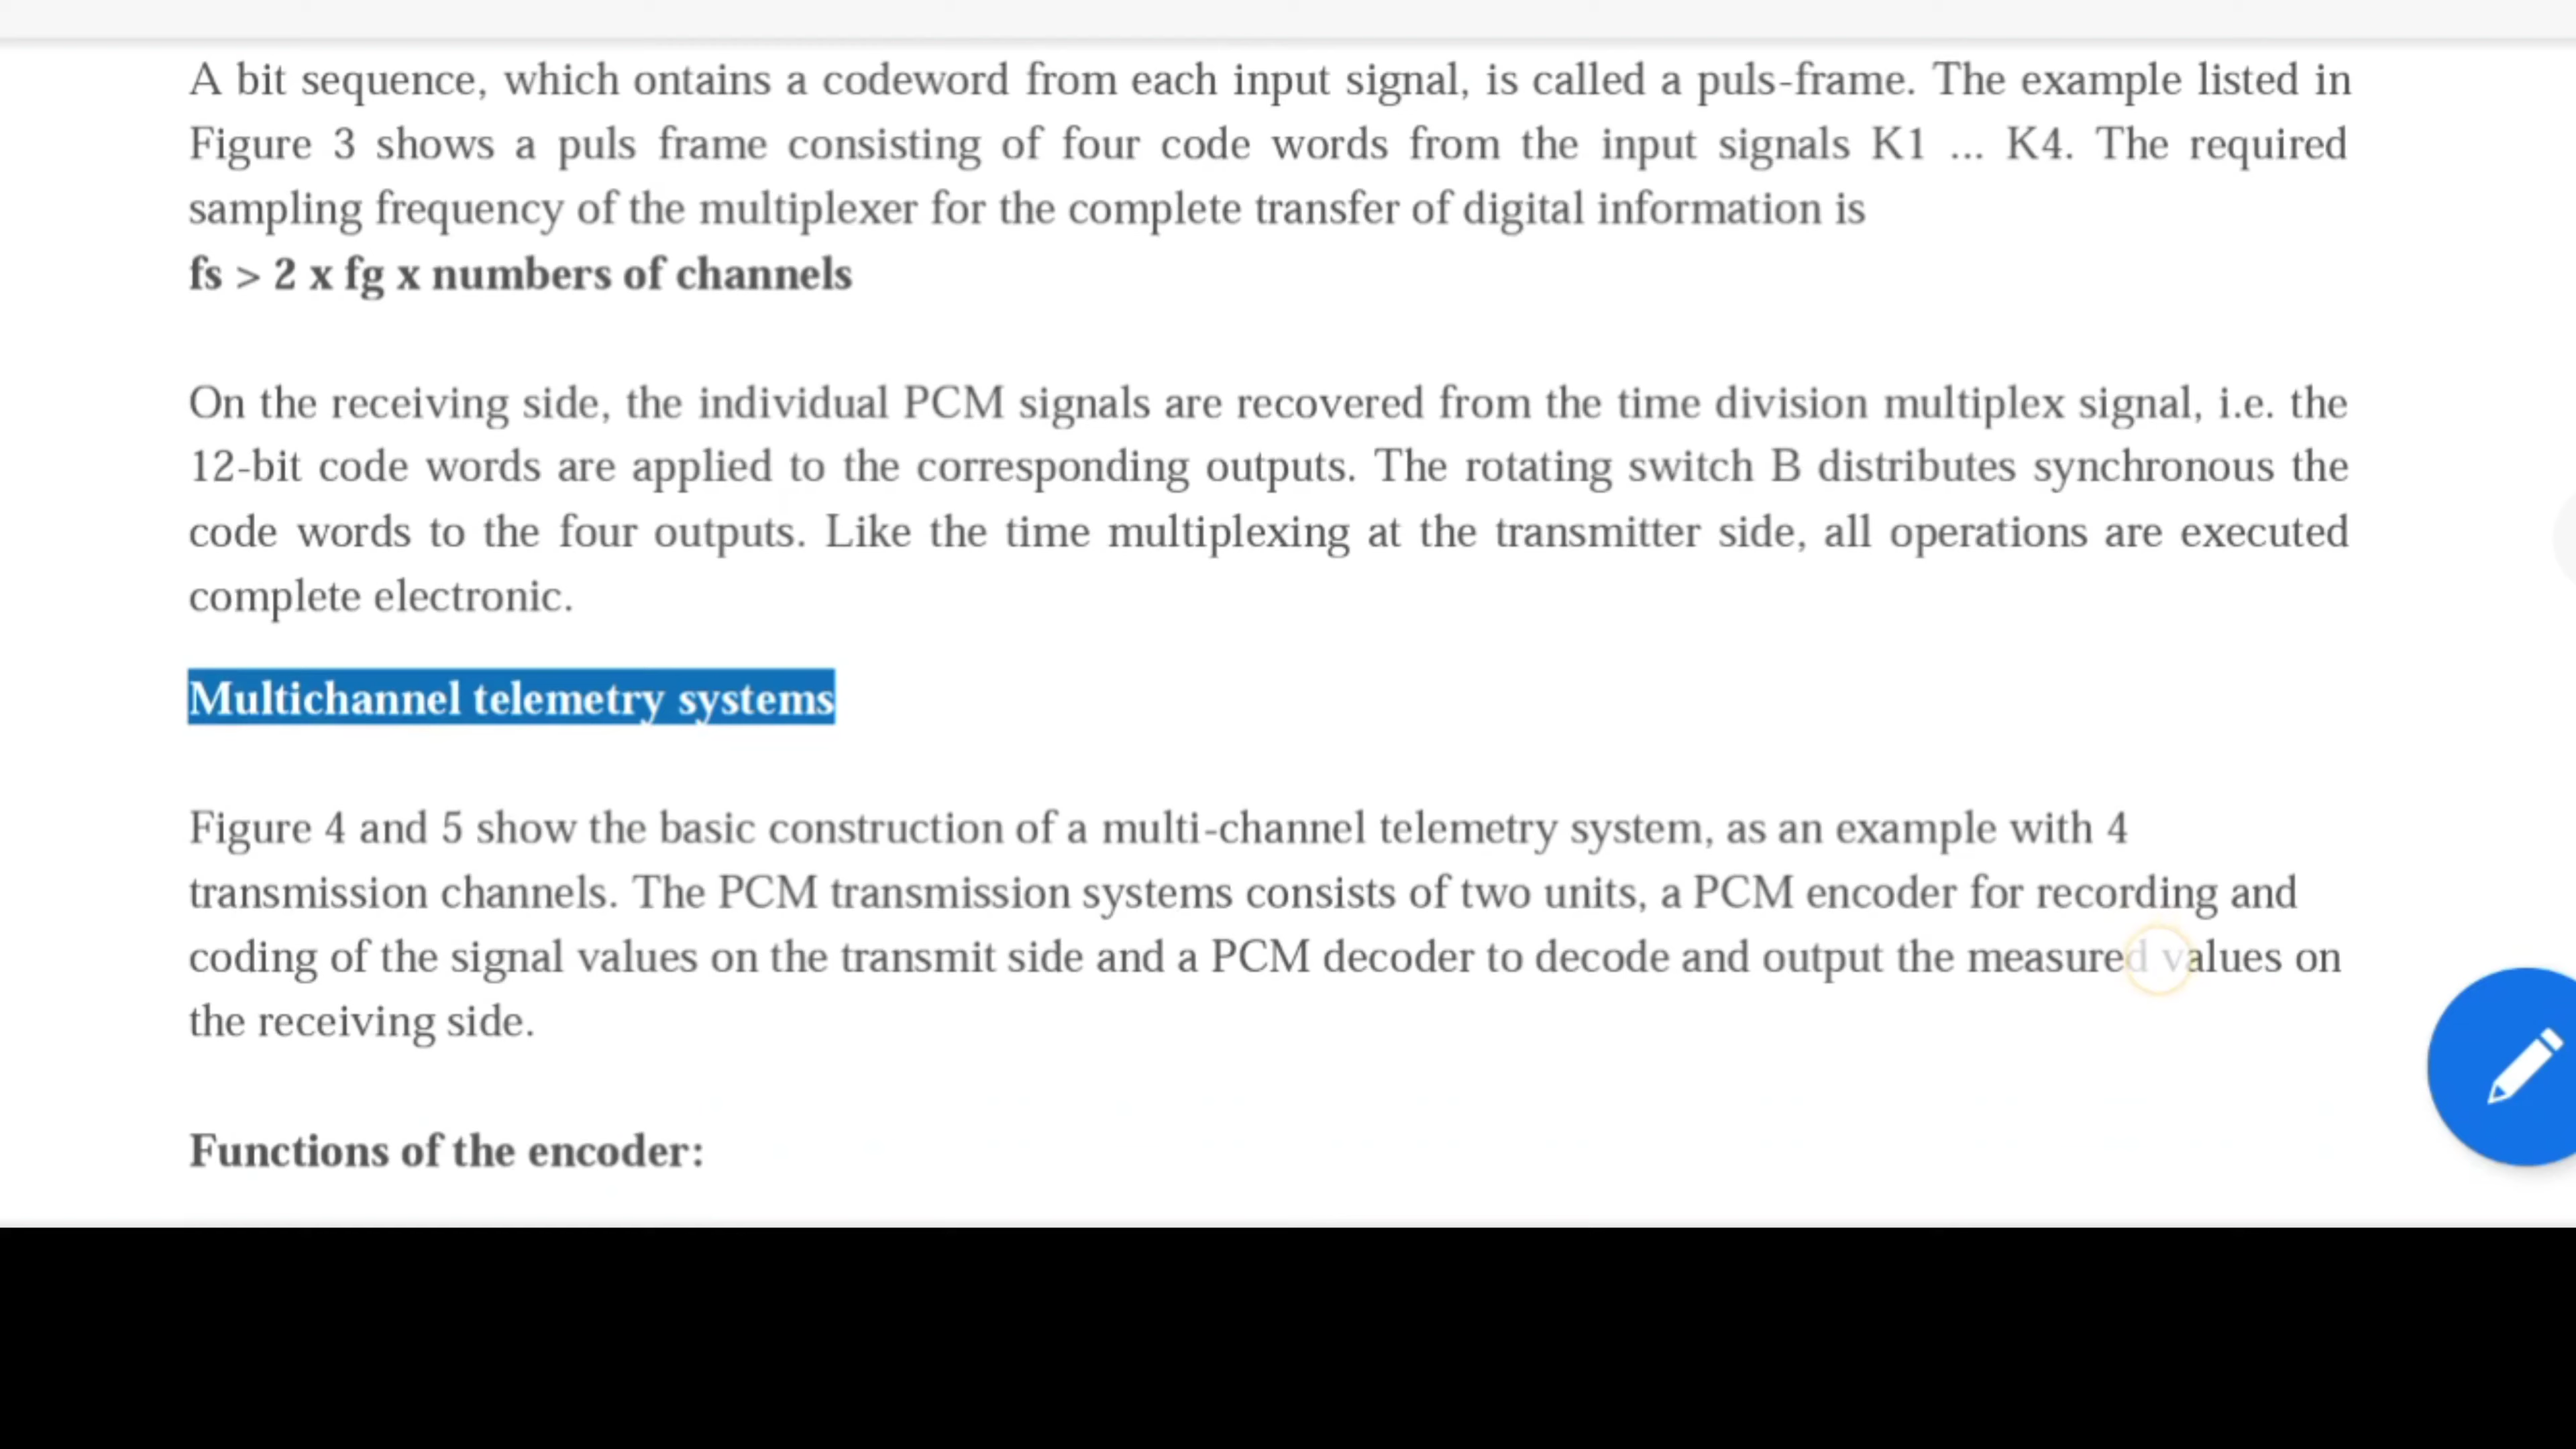 A bit sequence, which ontains a codeword from each input signal, is called a puls-frame. The example listed in
Figure 3 shows a puls frame consisting of four code words from the input signals K1 ... K4. The required
sampling frequency of the multiplexer for the complete transfer of digital information is
fs > 2 x fg x numbers of channels
On the receiving side, the individual PCM signals are recovered from the time division multiplex signal, i.e. the
12-bit code words are applied to the corresponding outputs. The rotating switch B distributes synchronous the
code words to the four outputs. Like the time multiplexing at the transmitter side, all operations are executed
complete electronic.
Multichannel telemetry systems
Figure 4 and 5 show the basic construction of a multi-channel telemetry system, as an example with 4
transmission channels. The PCM transmission systems consists of two units, a PCM encoder for recording and
coding of the signal values on the transmit side and a PCM decoder to decode and output the measured values on
the receiving side.
Functions of the encoder: